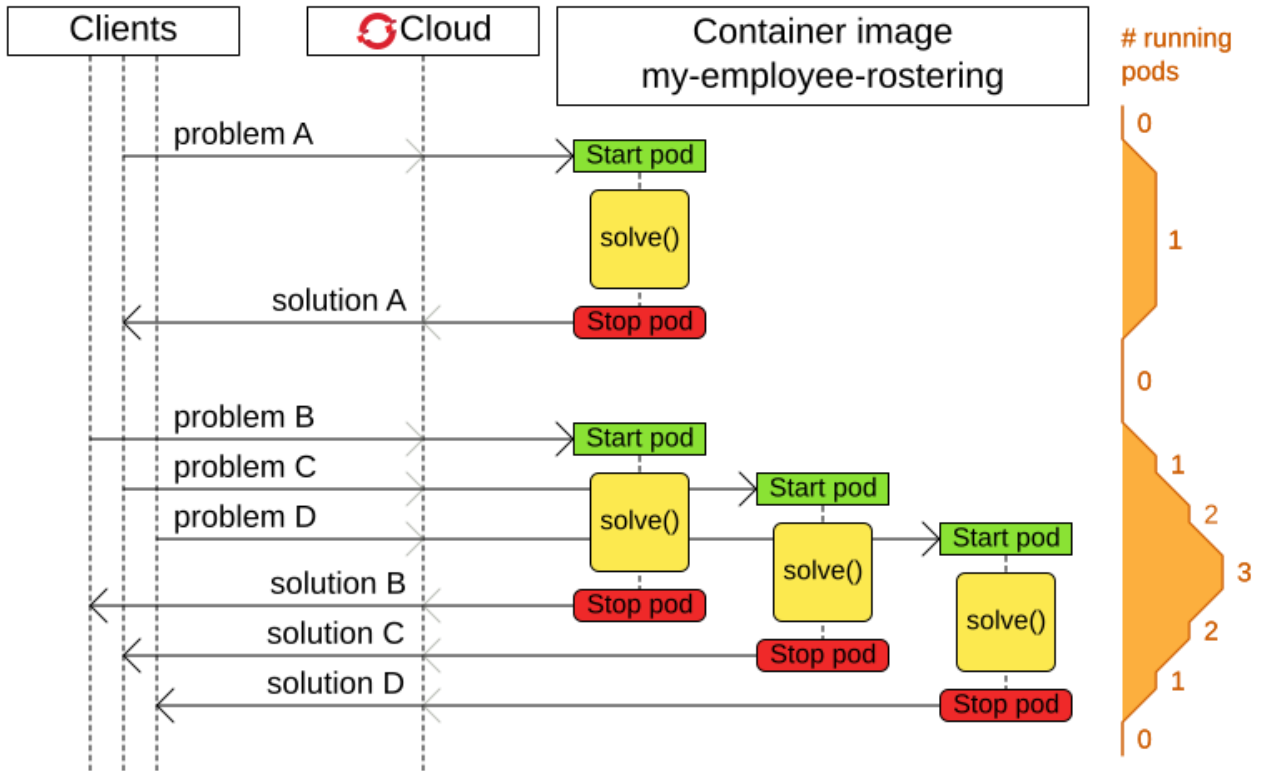 Clients
Cloud
Container image
my-employee-rostering
# running
pods
0
problem A
Start pod
solve()
1
solution A
Stop pod
0
problem B
Start pod
problem C
1
Start pod
problem D
2
solve()
Start pod
solve()
3
solution B
Stop pod
solve()
2
solution C
Stop pod
1
solution D
Stop pod
0